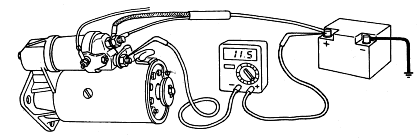 11.5
- +
+ -